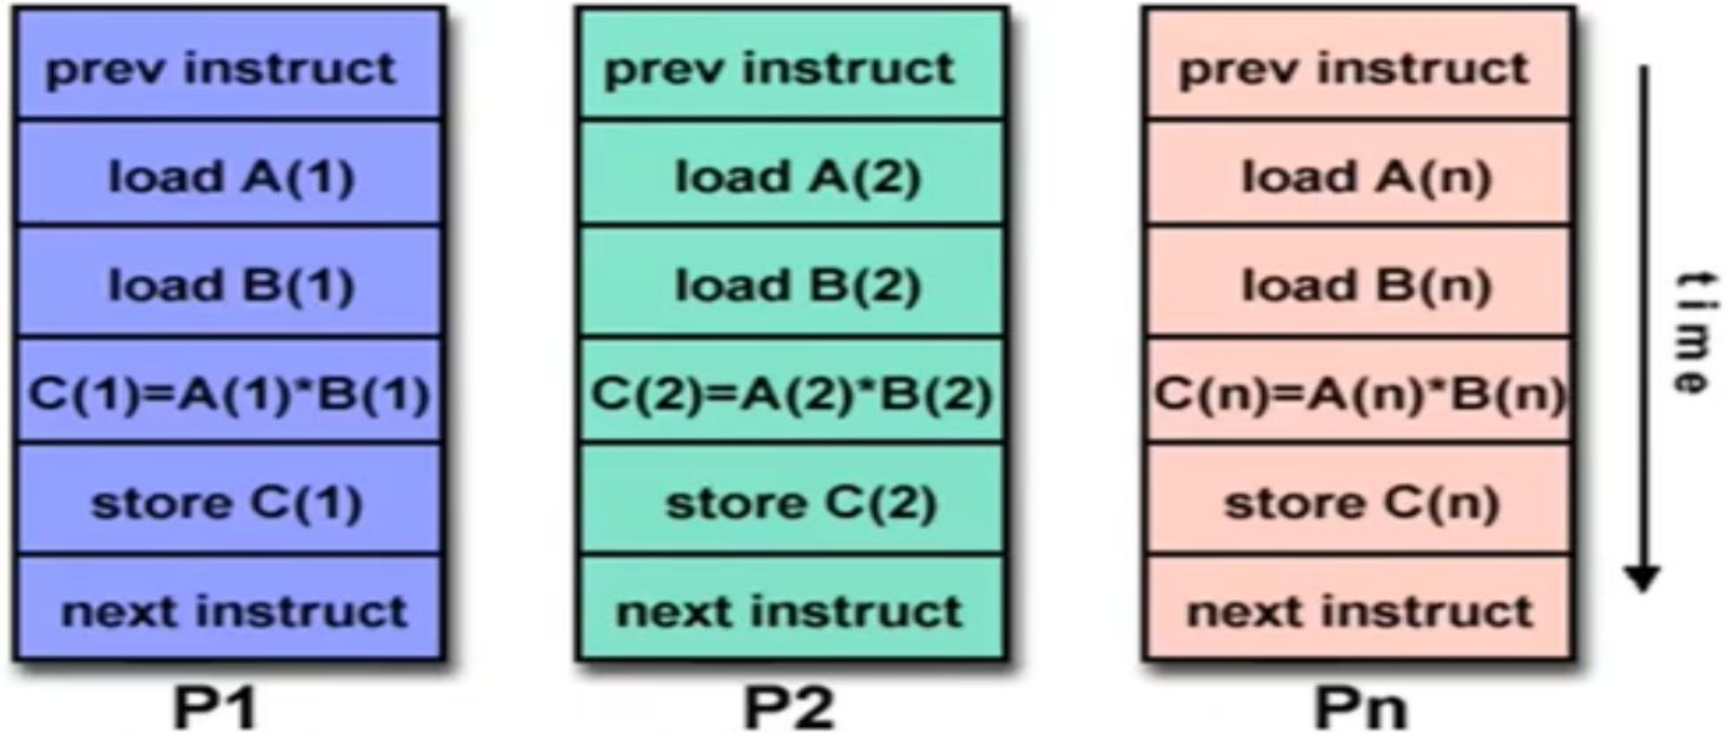 prev instruct
load A(1)
load B(1)
C(1)=A(1)*B(1)
store C(1)
next instruct
P1
prev instruct
load A(2)
load B(2)
C(2)=A(2)*B(2)
store C(2)
next instruct
P2
prev instruct
load A(n)
load B(n)
C(n)=A(n)*B(n)
store C(n)
next instruct
Pn
time